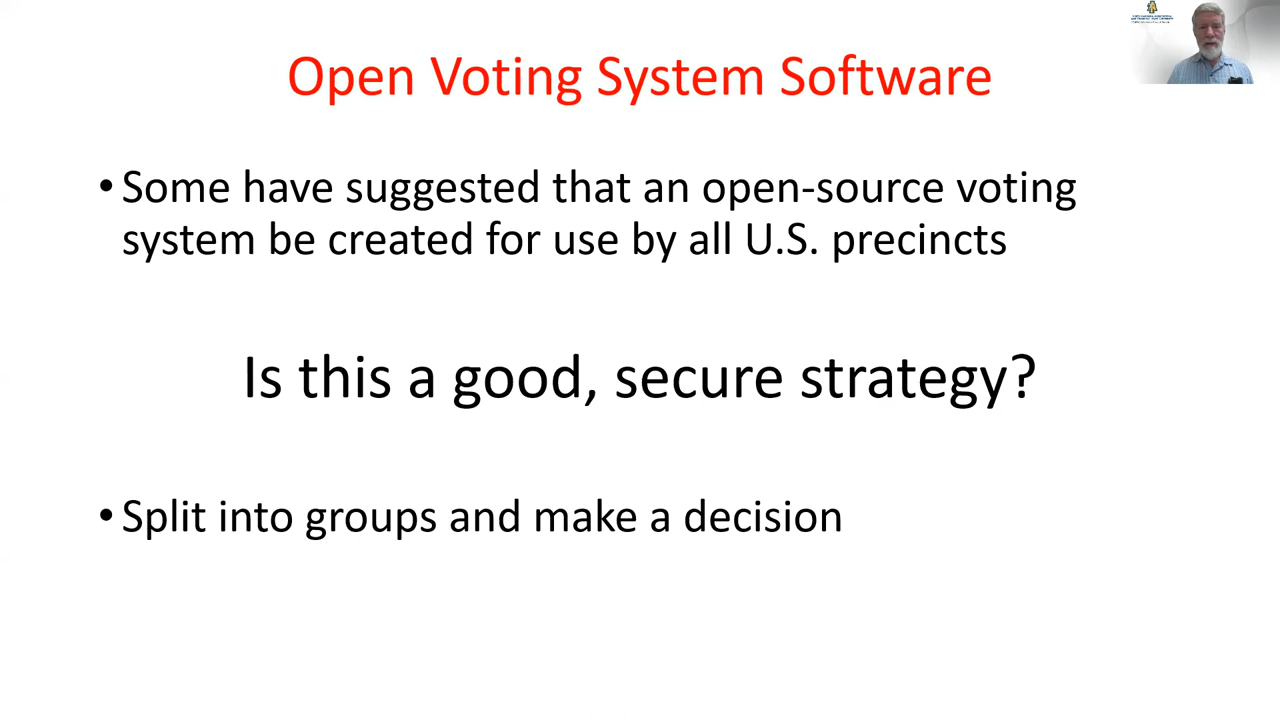 Open Voting System Software
• Some have suggested that an open-source voting
system be created for use by all U.S. precincts
Is this a good, secure strategy?
• Split into groups and make a decision